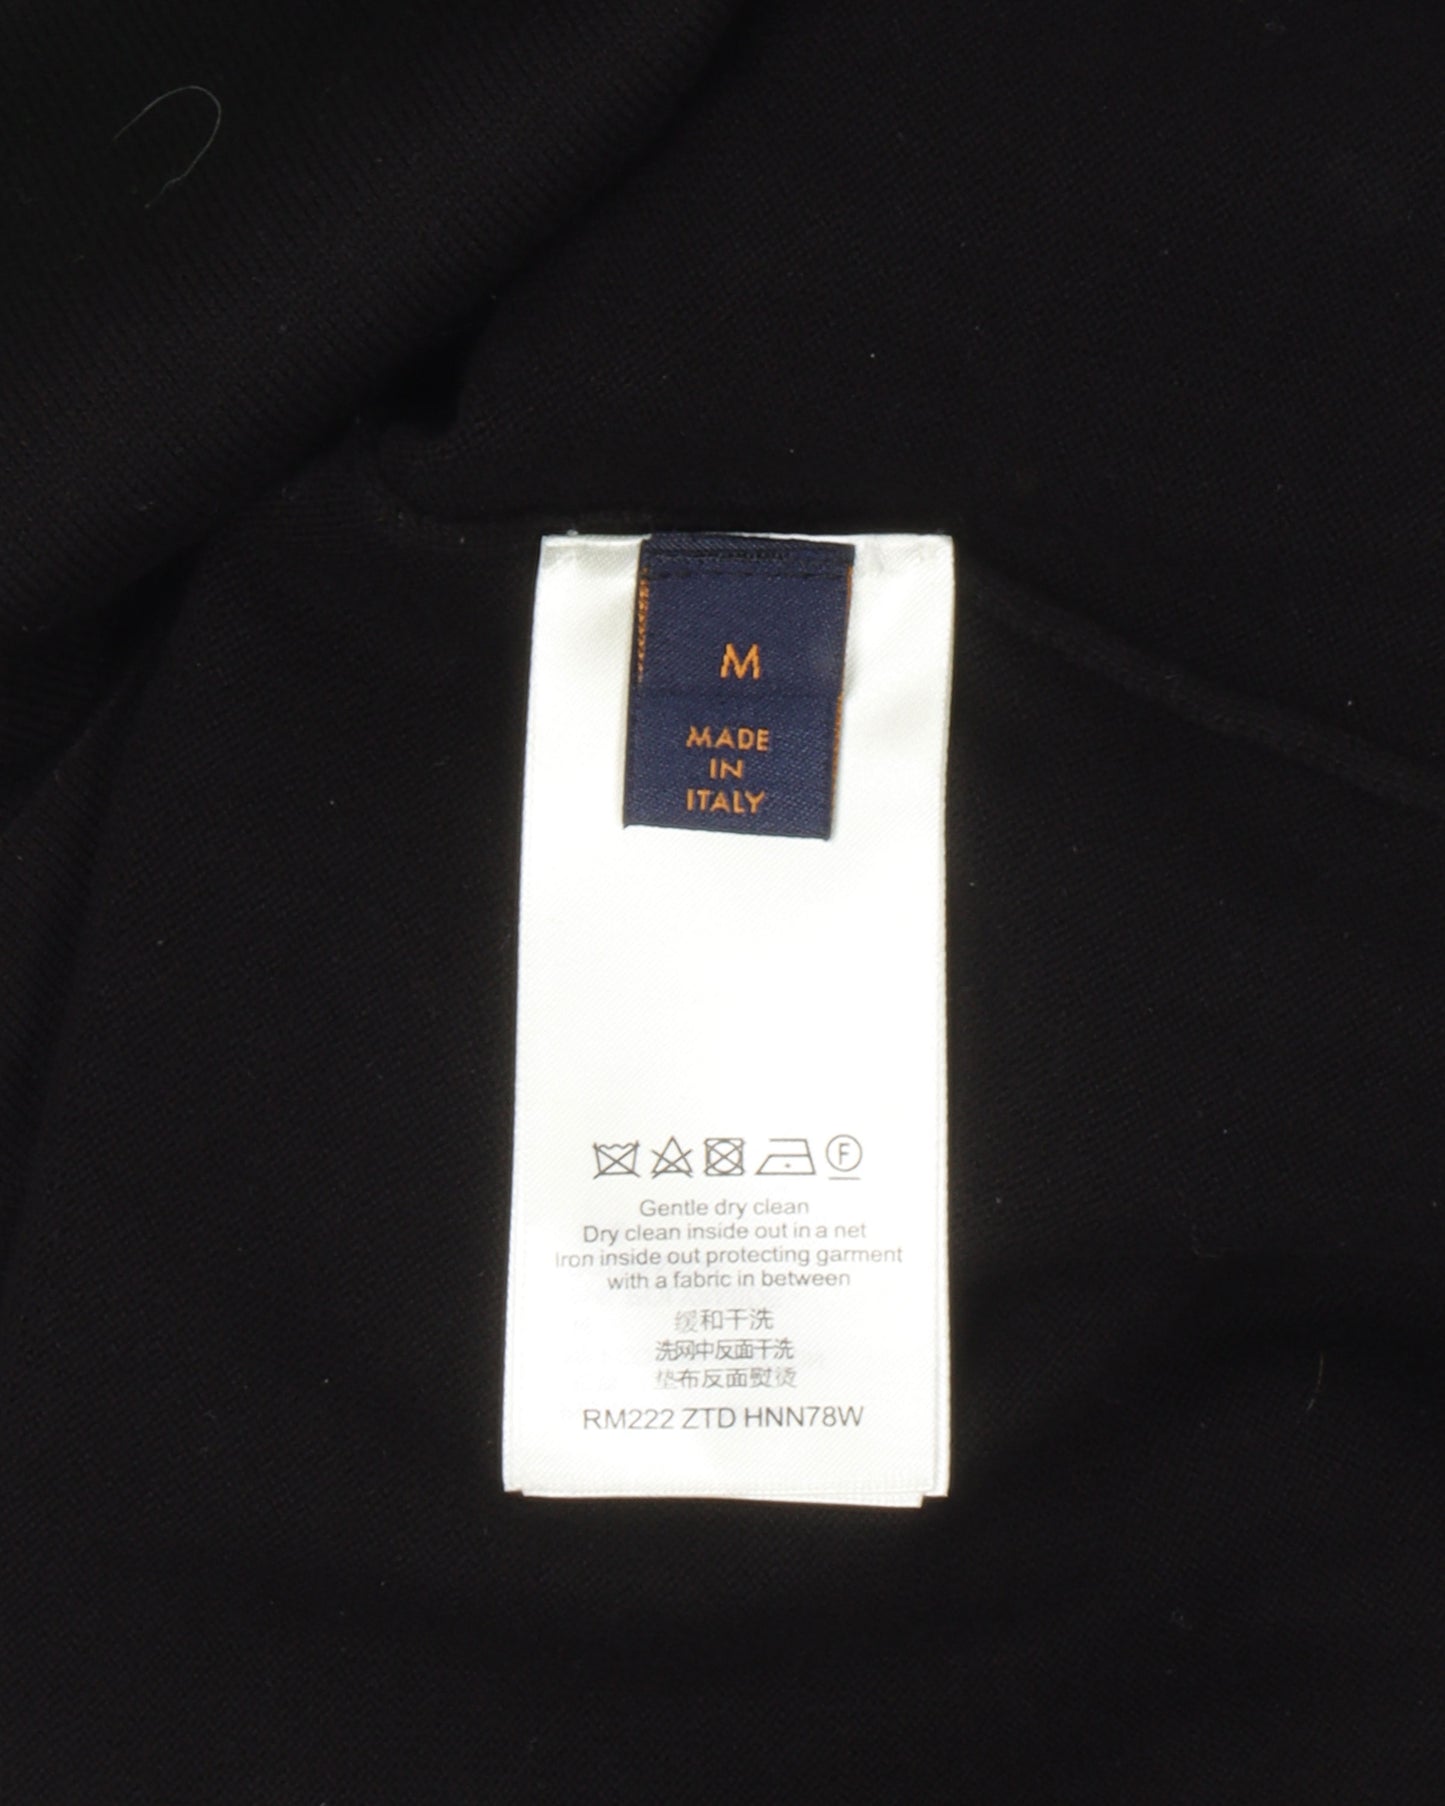 M
MADE
IN
ITALY
F
Gentle dry clean
Dry clean inside out in a net
Iron inside out protecting garment
with a fabric in between
缓和干洗
洗网中反面干洗
垫布反面熨烫
RM222 ZTD HNN78W